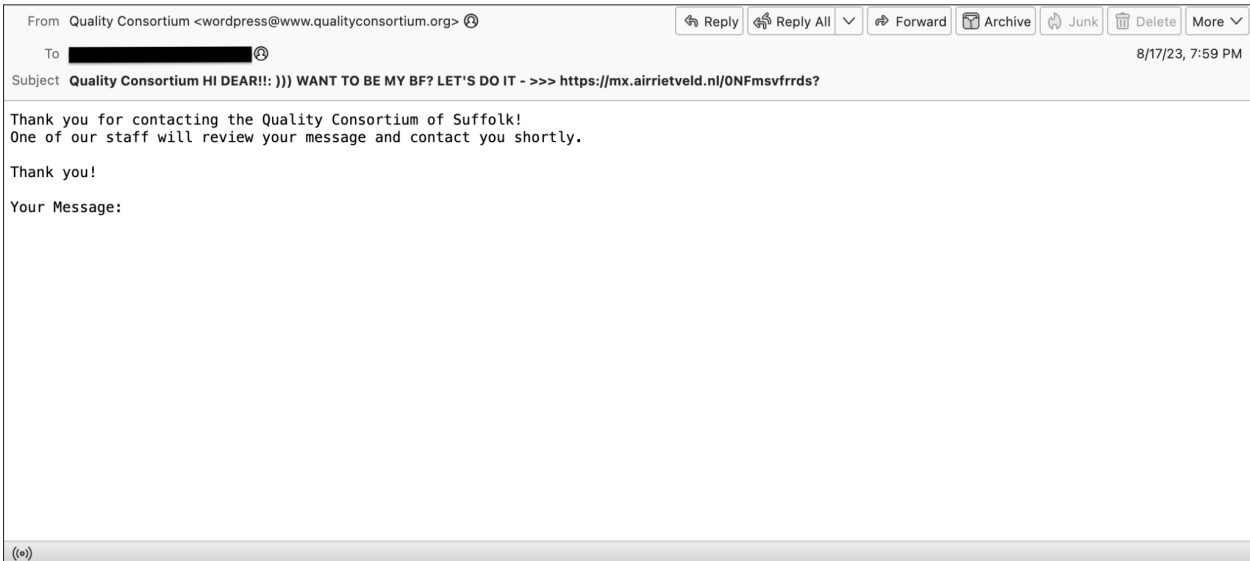 From Quality Consortium <wordpress@www.qualityconsortium.org> Reply Reply All Forward Archive Junk Delete More
To 8/17/23, 7:59 PM
Subject Quality Consortium HI DEAR!!: ))) WANT TO BE MY BF? LET'S DO IT - >>> https://mx.airrietveld.nl/0NFmsvfrrds?
Thank you for contacting the Quality Consortium of Suffolk!
One of our staff will review your message and contact you shortly.
Thank you!
Your Message: